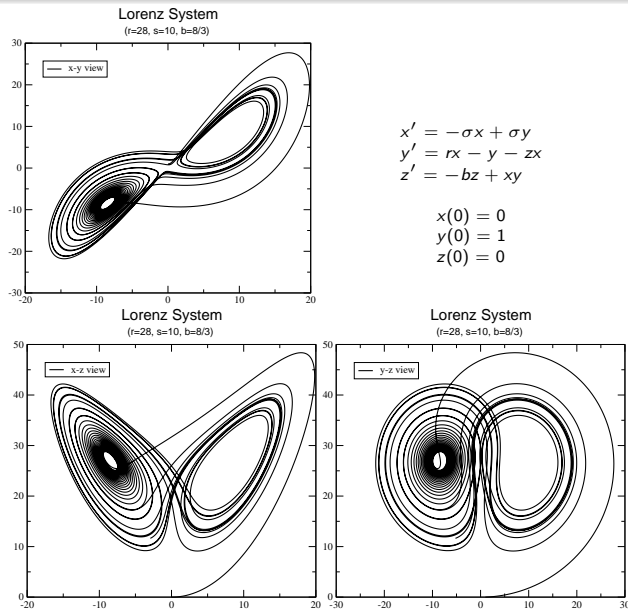 Lorenz System
(r=28, s=10, b=8/3)
30
x-y view
20
10
0
-10
-20
-30
-20 -10 0 10 20
x′ = −σx + σy
y′ = rx − y − zx
z′ = −bz + xy
x(0) = 0
y(0) = 1
z(0) = 0
Lorenz System
(r=28, s=10, b=8/3)
50
x-z view
40
30
20
10
0
-20 -10 0 10 20
Lorenz System
(r=28, s=10, b=8/3)
50
y-z view
40
30
20
10
0
-30 -20 -10 0 10 20 30